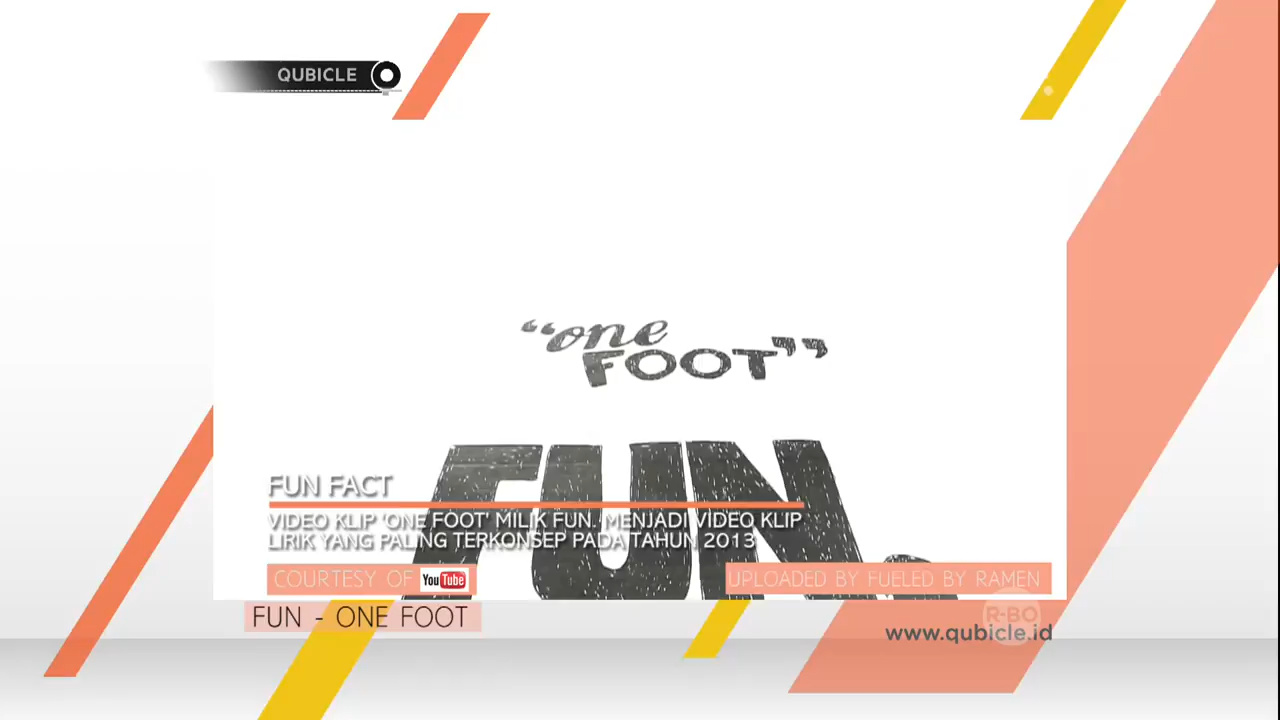 QUBICLE
“one
FOOT”
FUN.
FUN FACT
VIDEO KLIP 'ONE FOOT' MILIK FUN. MENJADI VIDEO KLIP
LIRIK YANG PALING TERKONSEP PADA TAHUN 2013
COURTESY OF YouTube
UPLOADED BY FUELED BY RAMEN
FUN - ONE FOOT
R-BO
www.qubicle.id